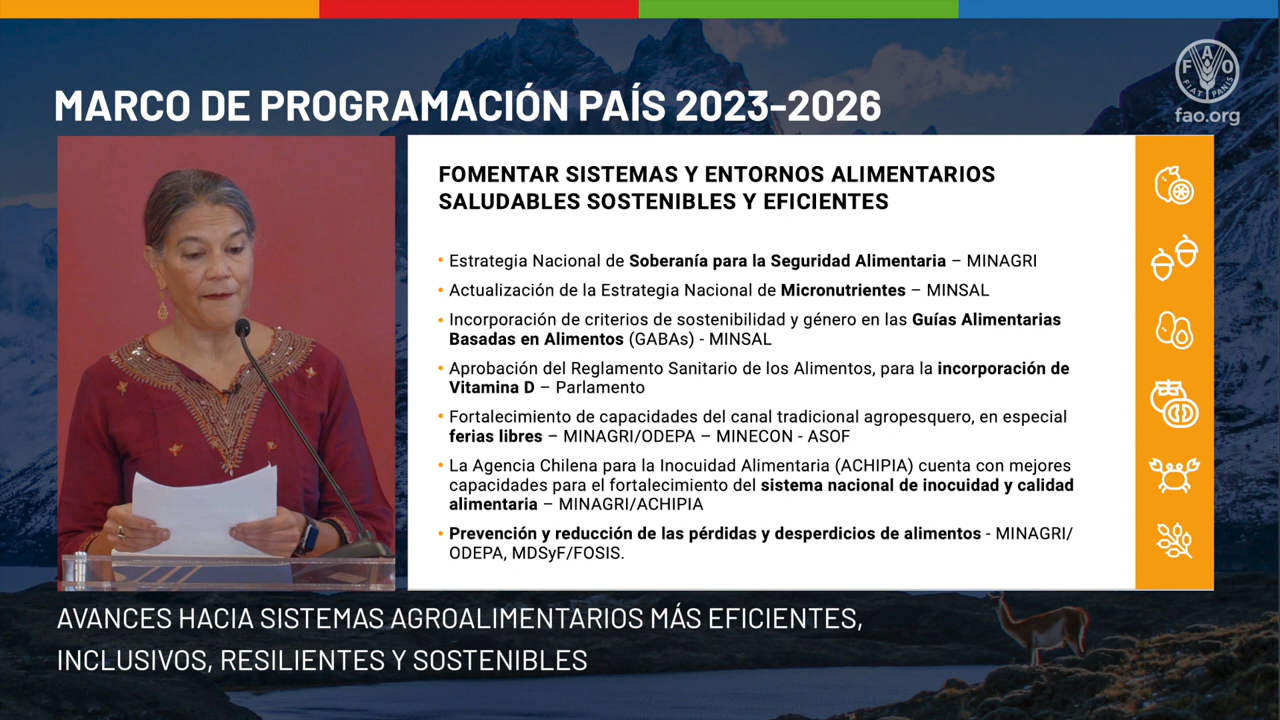 MARCO DE PROGRAMACIÓN PAÍS 2023-2026
FAO
FIAT PANIS
fao.org
FOMENTAR SISTEMAS Y ENTORNOS ALIMENTARIOS
SALUDABLES SOSTENIBLES Y EFICIENTES
• Estrategia Nacional de Soberanía para la Seguridad Alimentaria – MINAGRI
• Actualización de la Estrategia Nacional de Micronutrientes – MINSAL
• Incorporación de criterios de sostenibilidad y género en las Guías Alimentarias
Basadas en Alimentos (GABAs) - MINSAL
• Aprobación del Reglamento Sanitario de los Alimentos, para la incorporación de
Vitamina D – Parlamento
• Fortalecimiento de capacidades del canal tradicional agropesquero, en especial
ferias libres – MINAGRI/ODEPA – MINECON - ASOF
• La Agencia Chilena para la Inocuidad Alimentaria (ACHIPIA) cuenta con mejores
capacidades para el fortalecimiento del sistema nacional de inocuidad y calidad
alimentaria – MINAGRI/ACHIPIA
• Prevención y reducción de las pérdidas y desperdicios de alimentos - MINAGRI/
ODEPA, MDSyF/FOSIS.
AVANCES HACIA SISTEMAS AGROALIMENTARIOS MÁS EFICIENTES,
INCLUSIVOS, RESILIENTES Y SOSTENIBLES